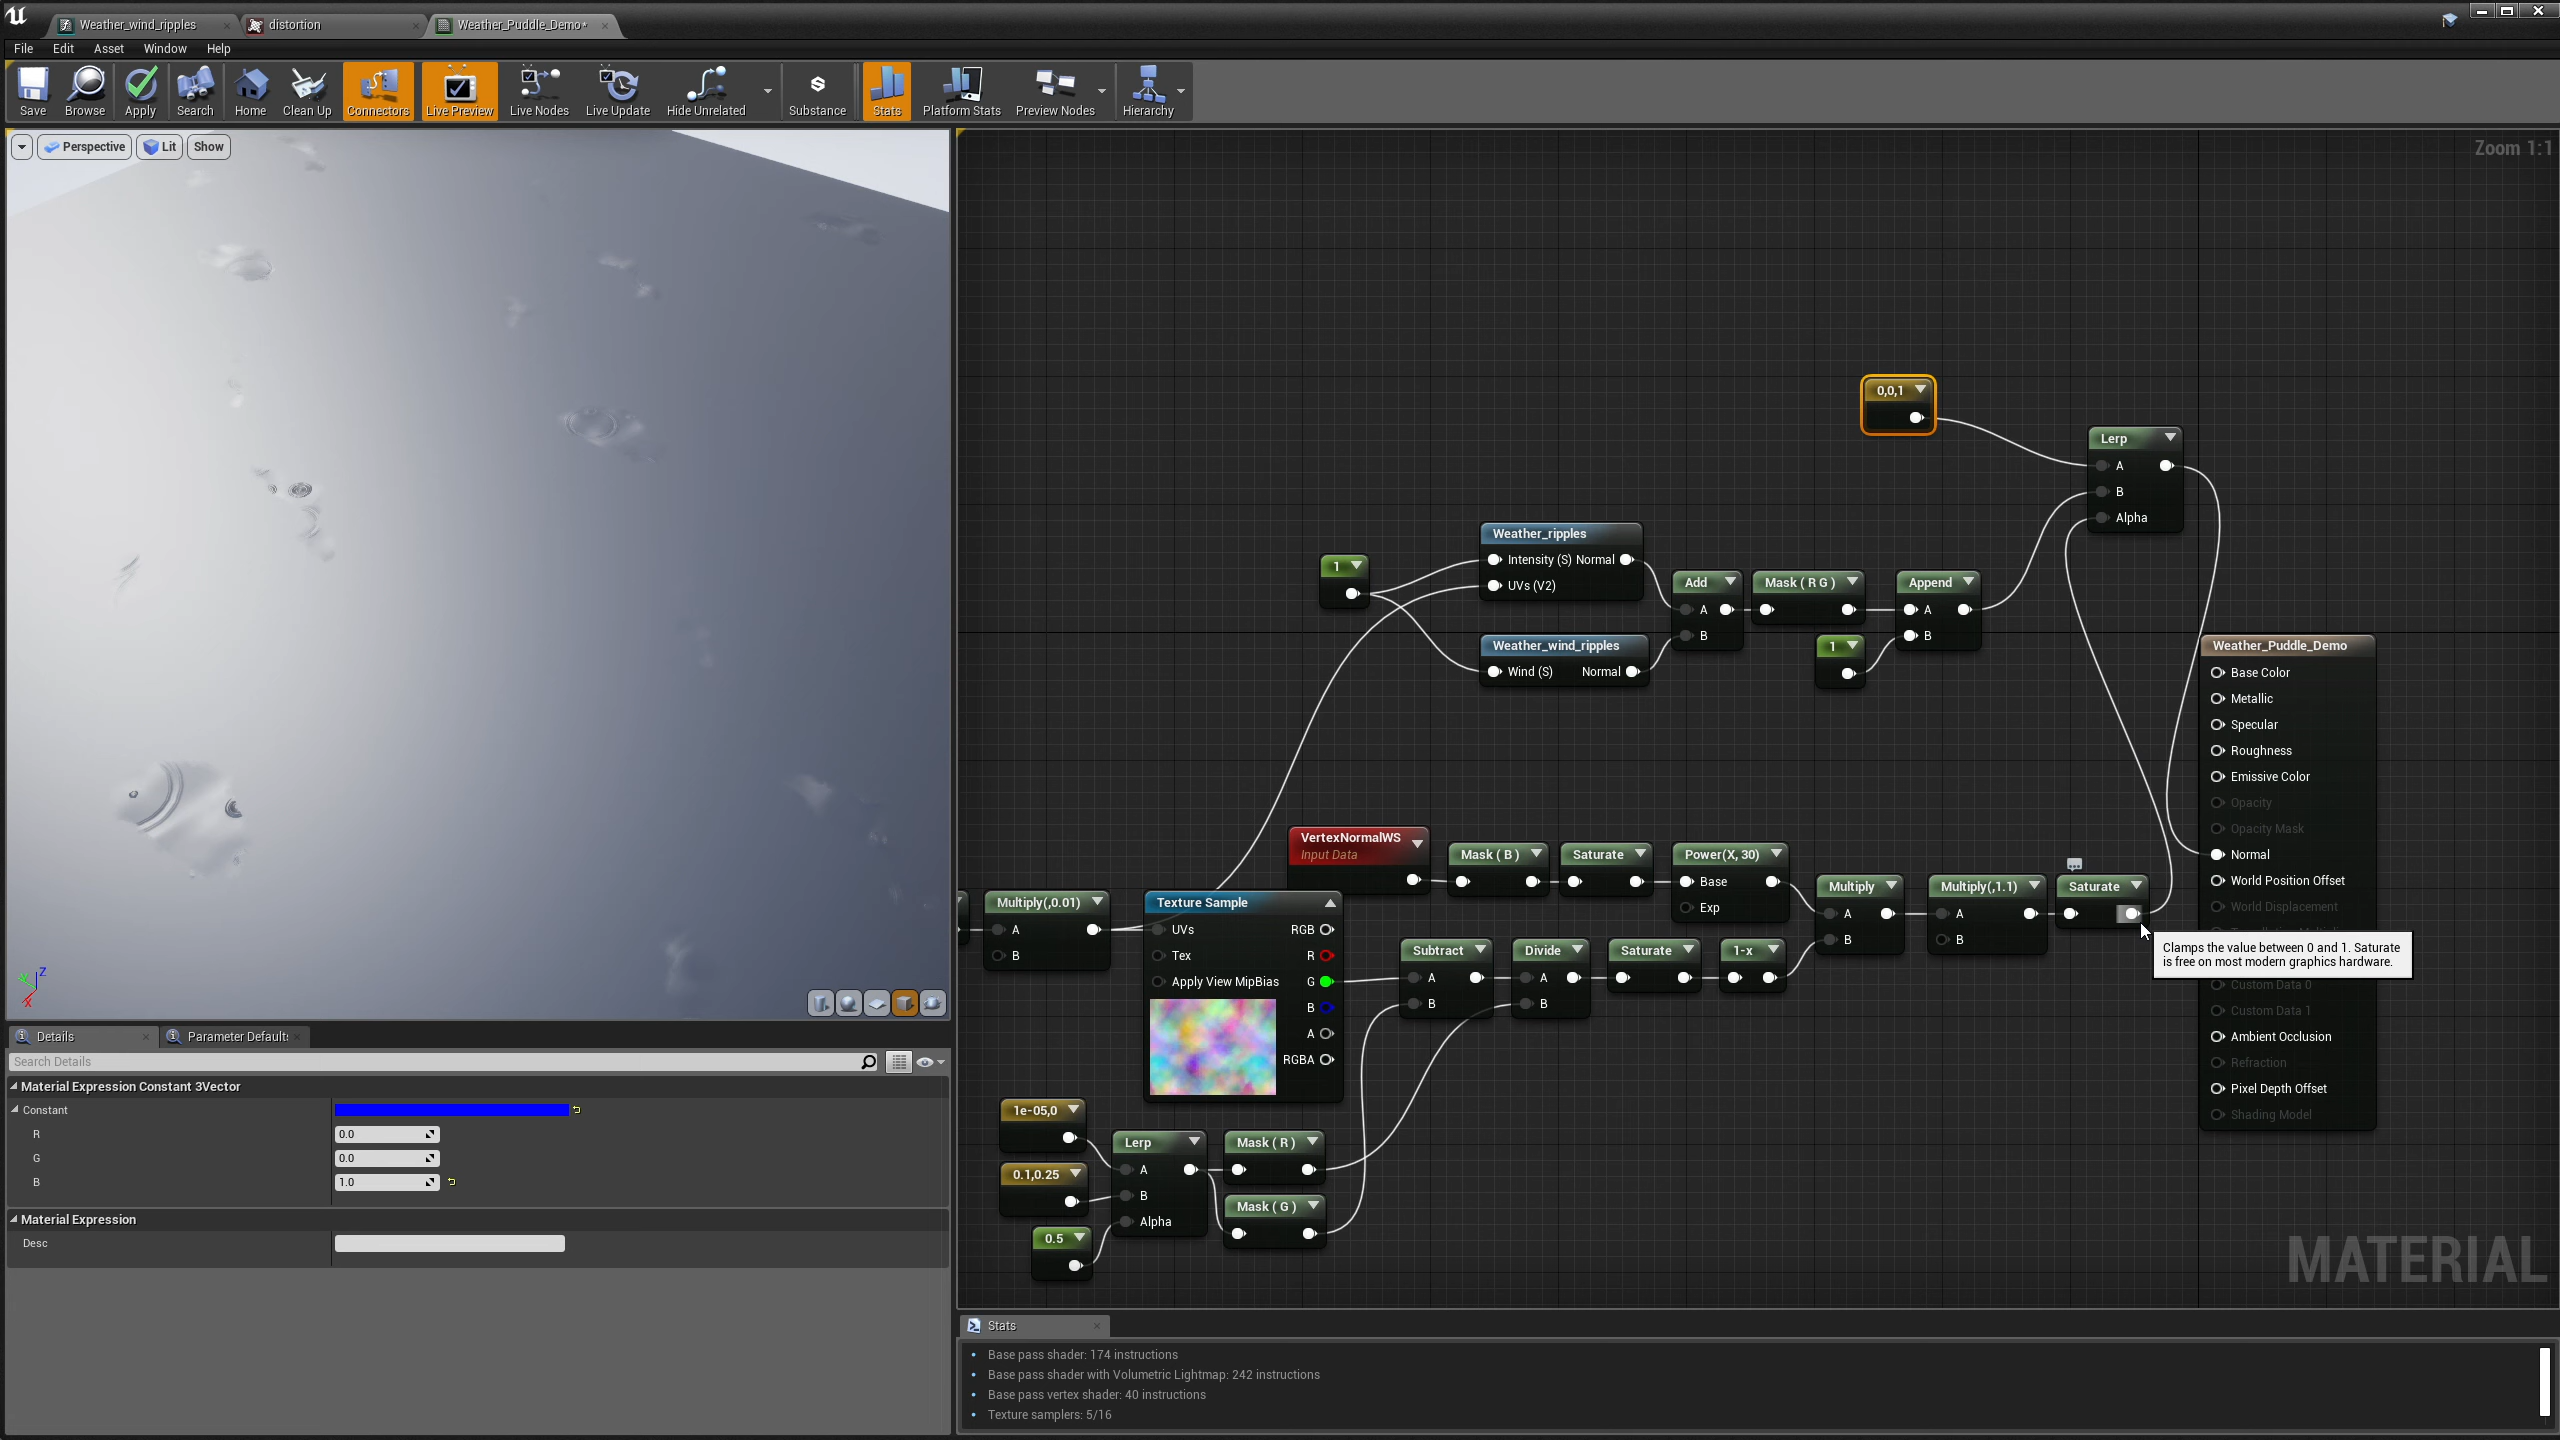 Weather_wind_ripples
distortion
Weather_Puddle_Demo*
File Edit Asset Window Help
Save Browse Apply Search Home Clean Up Connectors Live Preview Live Nodes Live Update Hide Unrelated Substance Stats Platform Stats Preview Nodes Hierarchy
Perspective Lit Show
Zoom 1:1
0,0,1
Lerp
A
B
Alpha
Weather_ripples
Intensity (S) Normal
UVs (V2)
1
Add
A
B
Mask ( R G )
Append
A
B
1
Weather_wind_ripples
Wind (S) Normal
Weather_Puddle_Demo
Base Color
Metallic
Specular
Roughness
Emissive Color
Opacity
Opacity Mask
Normal
World Position Offset
World Displacement
Custom Data 0
Custom Data 1
Ambient Occlusion
Refraction
Pixel Depth Offset
Shading Model
VertexNormalWS
Input Data
Mask ( B )
Saturate
Power(X, 30)
Base
Exp
Multiply
A
B
Multiply(,1.1)
A
B
Saturate
Clamps the value between 0 and 1. Saturate
is free on most modern graphics hardware.
Multiply(,0.01)
A
B
Texture Sample
UVs RGB
Tex R
Apply View MipBias G
B
A
RGBA
Subtract
A
B
Divide
A
B
Saturate
1-x
1e-05,0
0.1,0.25
0.5
Lerp
A
B
Alpha
Mask ( R )
Mask ( G )
MATERIAL
Z
X
Details
Parameter Defaults
Search Details
Material Expression Constant 3Vector
Constant
R 0.0
G 0.0
B 1.0
Material Expression
Desc
Stats
Base pass shader: 174 instructions
Base pass shader with Volumetric Lightmap: 242 instructions
Base pass vertex shader: 40 instructions
Texture samplers: 5/16